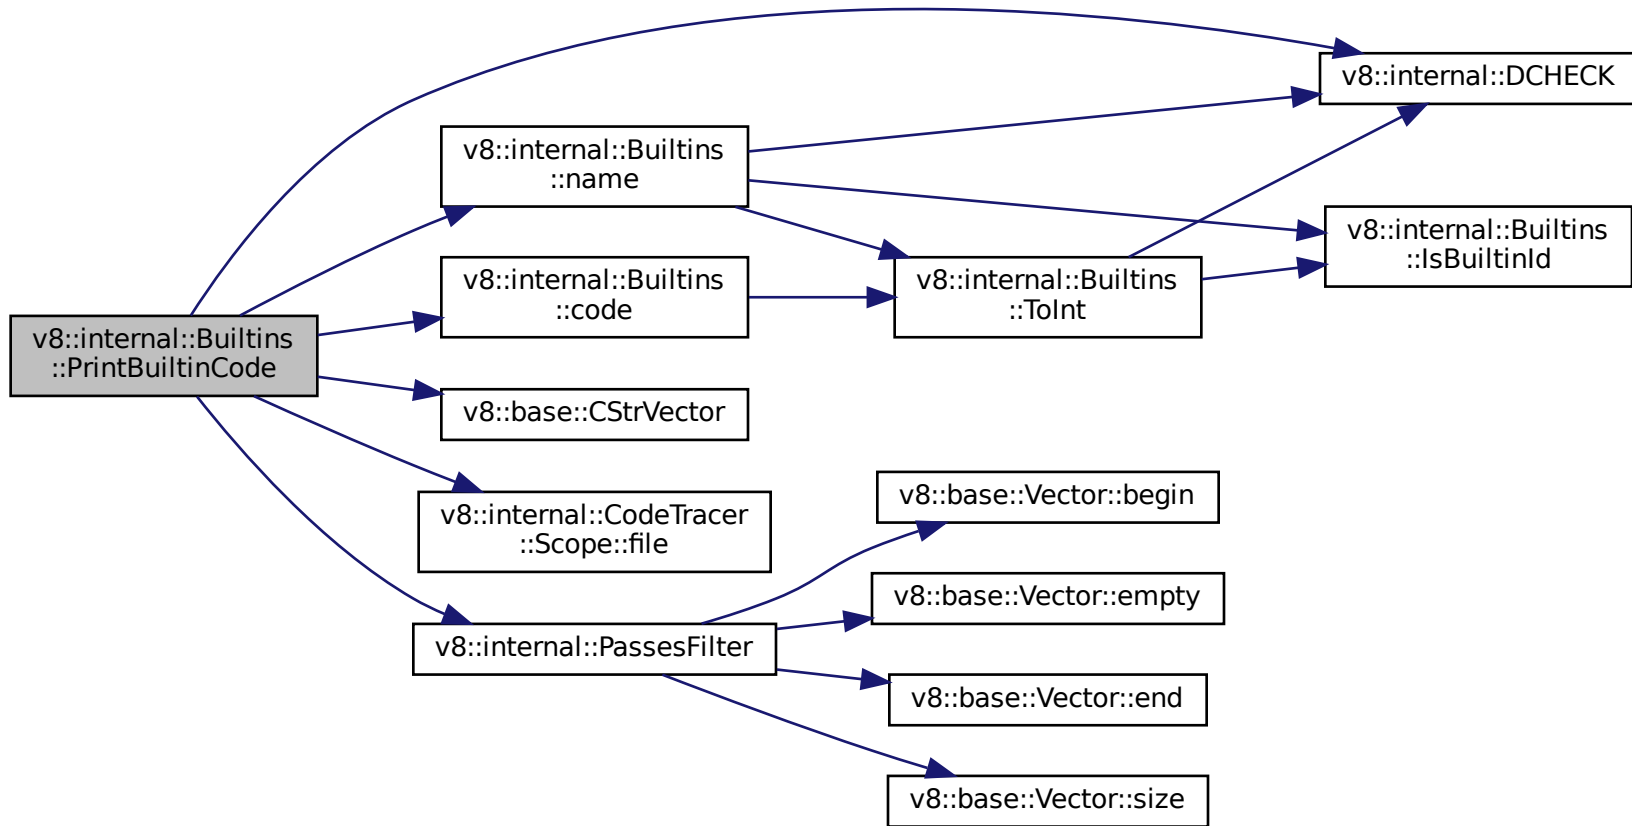 v8::internal::Builtins
::PrintBuiltinCode
v8::internal::DCHECK
v8::internal::Builtins
::name
v8::internal::Builtins
::code
v8::base::CStrVector
v8::internal::CodeTracer
::Scope::file
v8::internal::PassesFilter
v8::internal::Builtins
::ToInt
v8::internal::Builtins
::IsBuiltinId
v8::base::Vector::begin
v8::base::Vector::empty
v8::base::Vector::end
v8::base::Vector::size